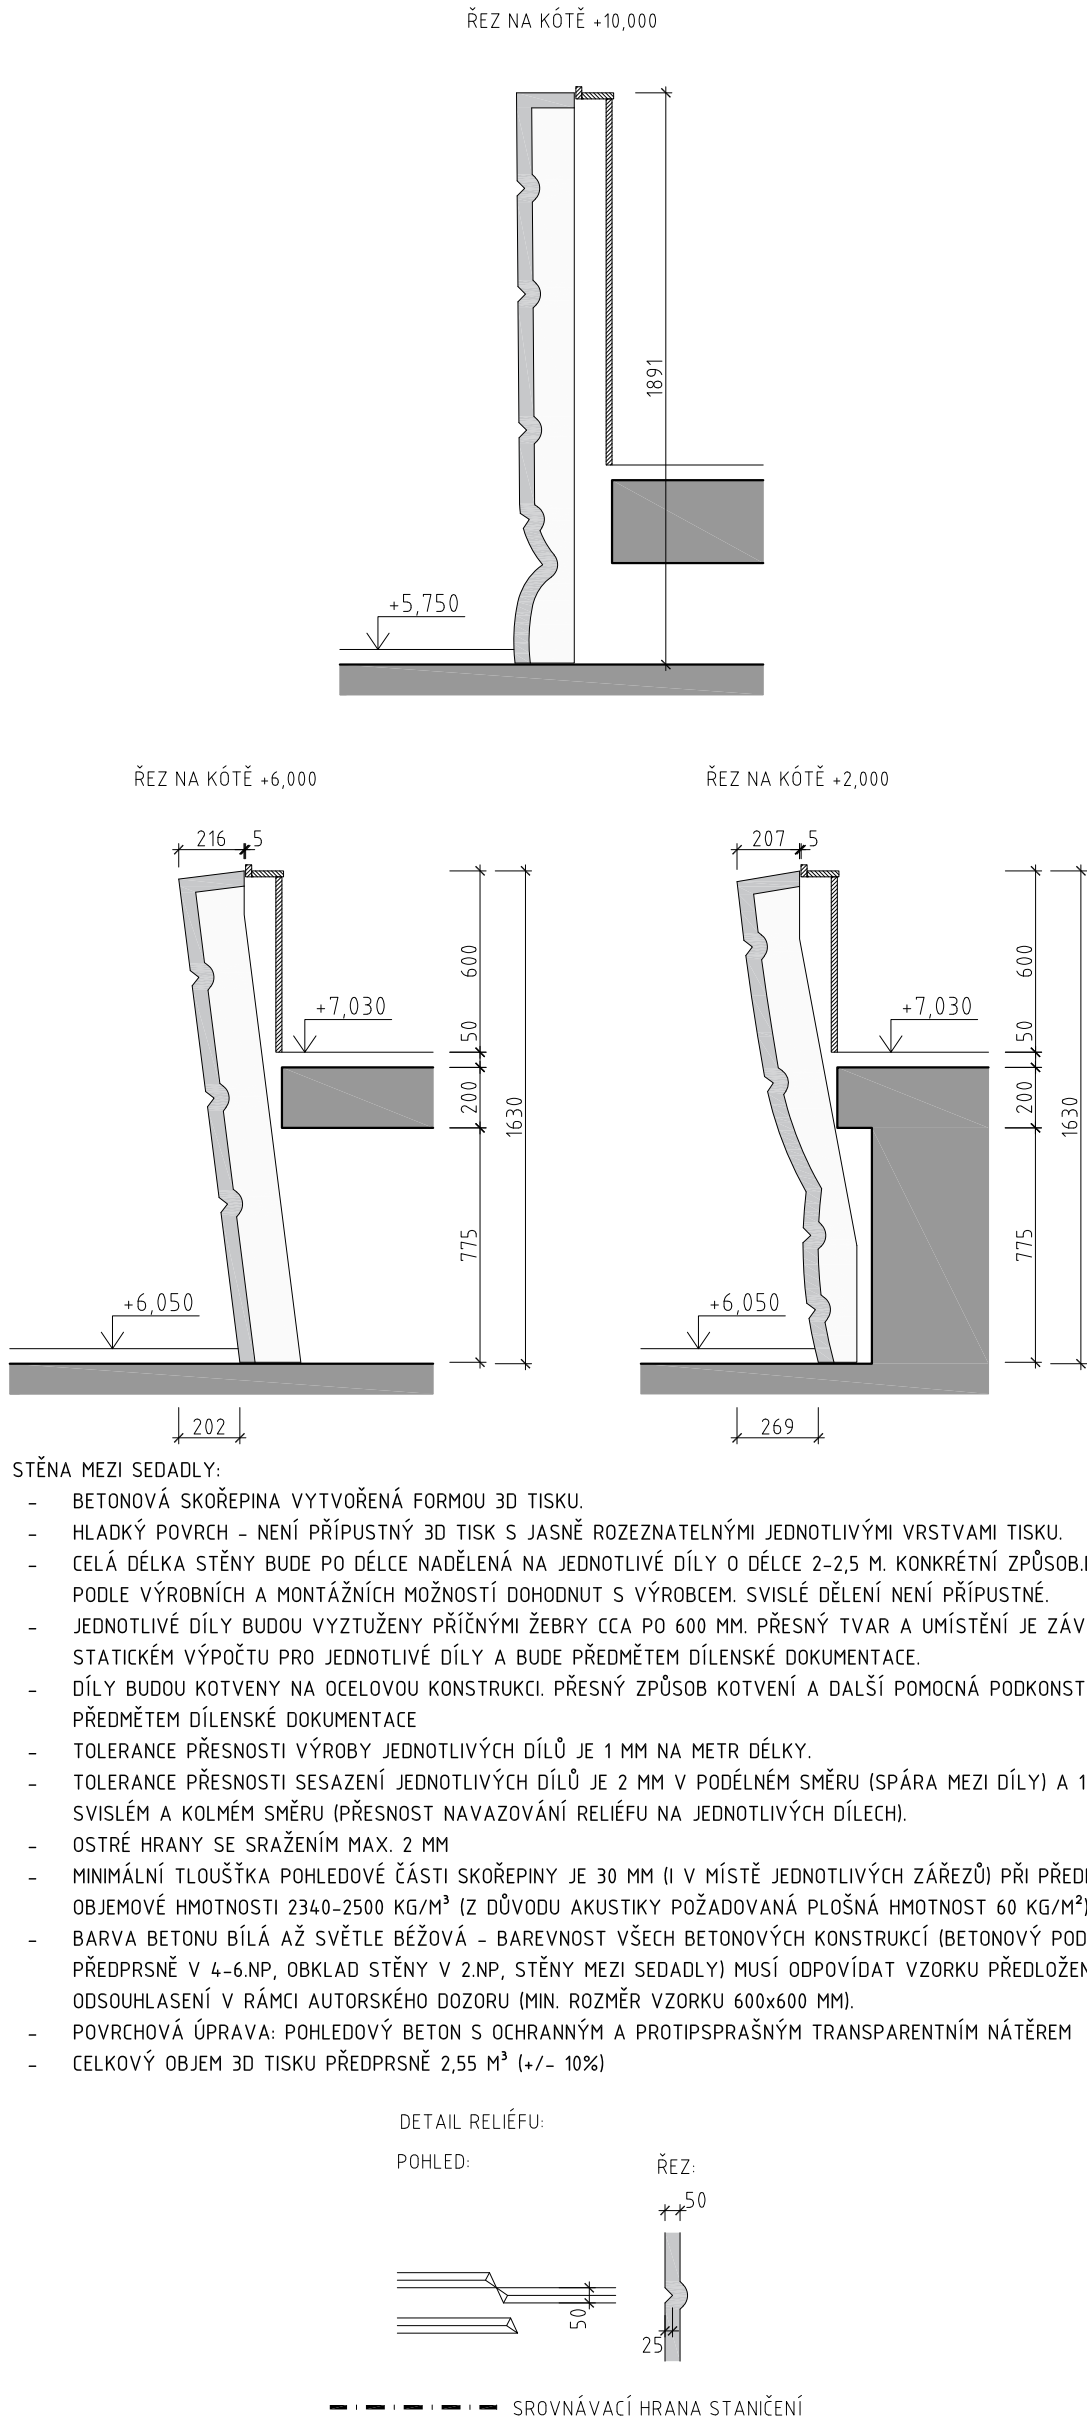 ŘEZ NA KÓTĚ +10,000
1891
+5,750
ŘEZ NA KÓTĚ +6,000
ŘEZ NA KÓTĚ +2,000
216
5
207
5
600
50
200
775
1630
+7,030
+6,050
202
600
50
200
775
1630
+7,030
+6,050
269
STĚNA MEZI SEDADLY:
- BETONOVÁ SKOŘEPINA VYTVOŘENÁ FORMOU 3D TISKU.
- HLADKÝ POVRCH - NENÍ PŘÍPUSTNÝ 3D TISK S JASNĚ ROZEZNATELNÝMI JEDNOTLIVÝMI VRSTVAMI TISKU.
- CELÁ DÉLKA STĚNY BUDE PO DÉLCE NADĚLENÁ NA JEDNOTLIVÉ DÍLY O DÉLCE 2-2,5 M. KONKRÉTNÍ ZPŮSOB.
PODLE VÝROBNÍCH A MONTÁŽNÍCH MOŽNOSTÍ DOHODNUT S VÝROBCEM. SVISLÉ DĚLENÍ NENÍ PŘÍPUSTNÉ.
- JEDNOTLIVÉ DÍLY BUDOU VYZTUŽENY PŘÍČNÝMI ŽEBRY CCA PO 600 MM. PŘESNÝ TVAR A UMÍSTĚNÍ JE ZÁV
STATICKÉM VÝPOČTU PRO JEDNOTLIVÉ DÍLY A BUDE PŘEDMĚTEM DÍLENSKÉ DOKUMENTACE.
- DÍLY BUDOU KOTVENY NA OCELOVOU KONSTRUKCI. PŘESNÝ ZPŮSOB KOTVENÍ A DALŠÍ POMOCNÁ PODKONST
PŘEDMĚTEM DÍLENSKÉ DOKUMENTACE
- TOLERANCE PŘESNOSTI VÝROBY JEDNOTLIVÝCH DÍLŮ JE 1 MM NA METR DÉLKY.
- TOLERANCE PŘESNOSTI SESAZENÍ JEDNOTLIVÝCH DÍLŮ JE 2 MM V PODÉLNÉM SMĚRU (SPÁRA MEZI DÍLY) A 1
SVISLÉM A KOLMÉM SMĚRU (PŘESNOST NAVAZOVÁNÍ RELIÉFU NA JEDNOTLIVÝCH DÍLECH).
- OSTRÉ HRANY SE SRAŽENÍM MAX. 2 MM
- MINIMÁLNÍ TLOUŠŤKA POHLEDOVÉ ČÁSTI SKOŘEPINY JE 30 MM (I V MÍSTĚ JEDNOTLIVÝCH ZÁŘEZŮ) PŘI PŘED
OBJEMOVÉ HMOTNOSTI 2340-2500 KG/M³ (Z DŮVODU AKUSTIKY POŽADOVANÁ PLOŠNÁ HMOTNOST 60 KG/M²)
- BARVA BETONU BÍLÁ AŽ SVĚTLE BÉŽOVÁ - BAREVNOST VŠECH BETONOVÝCH KONSTRUKCÍ (BETONOVÝ POD
PŘEDPRSNĚ V 4-6.NP, OBKLAD STĚNY V 2.NP, STĚNY MEZI SEDADLY) MUSÍ ODPOVÍDAT VZORKU PŘEDLOŽEN
ODSOUHLASENÍ V RÁMCI AUTORSKÉHO DOZORU (MIN. ROZMĚR VZORKU 600x600 MM).
- POVRCHOVÁ ÚPRAVA: POHLEDOVÝ BETON S OCHRANNÝM A PROTIPSPRAŠNÝM TRANSPARENTNÍM NÁTĚREM
- CELKOVÝ OBJEM 3D TISKU PŘEDPRSNĚ 2,55 M³ (+/- 10%)
DETAIL RELIÉFU:
POHLED:
ŘEZ:
50
50
25
SROVNÁVACÍ HRANA STANIČENÍ